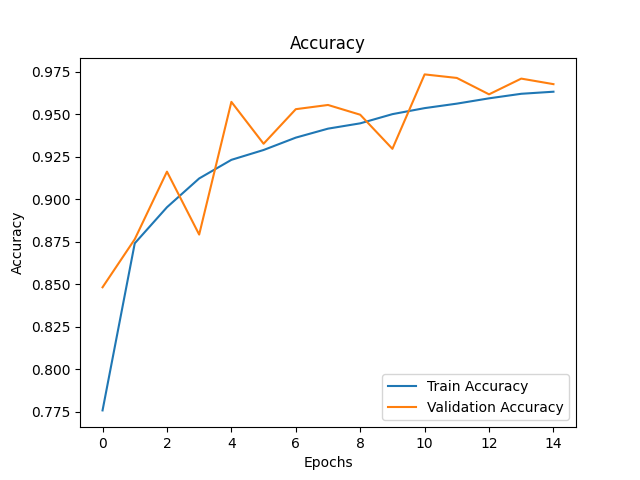 Accuracy
0.975
0.950
0.925
0.900
0.875
0.850
0.825
0.800
0.775
Accuracy
0 2 4 6 8 10 12 14
Epochs
Train Accuracy
Validation Accuracy